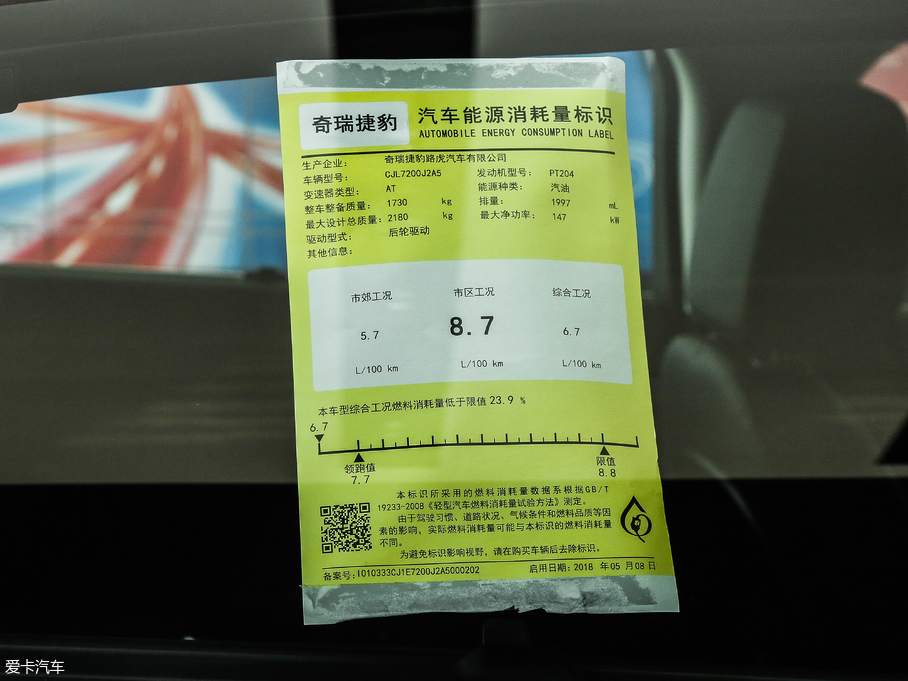 奇瑞捷豹
汽车能源消耗量标识
AUTOMOBILE ENERGY CONSUMPTION LABEL
生产企业: 奇瑞捷豹路虎汽车有限公司
车辆型号: CJL7200J2A5 发动机型号: PT204
变速器类型: AT 能源种类: 汽油
整车整备质量: 1730 kg 排量: 1997 mL
最大设计总质量: 2180 kg 最大净功率: 147 kW
驱动型式: 后轮驱动
其他信息:
市郊工况 市区工况 综合工况
5.7 8.7 6.7
L/100 km L/100 km L/100 km
本车型综合工况燃料消耗量低于限值 23.9 %
6.7
领跑值 限值
7.7 8.8
本标识所采用的燃料消耗量数据系根据GB/T
19233-2008《轻型汽车燃料消耗量试验方法》测定。
由于驾驶习惯、道路状况、气候条件和燃料品质等因
素的影响，实际燃料消耗量可能与本标识的燃料消耗量
不同。
为避免标识影响视野，请在购买车辆后去除标识。
备案号: I010333CJ1E7200J2A5000202 启用日期: 2018 年05 月08 日
爱卡汽车